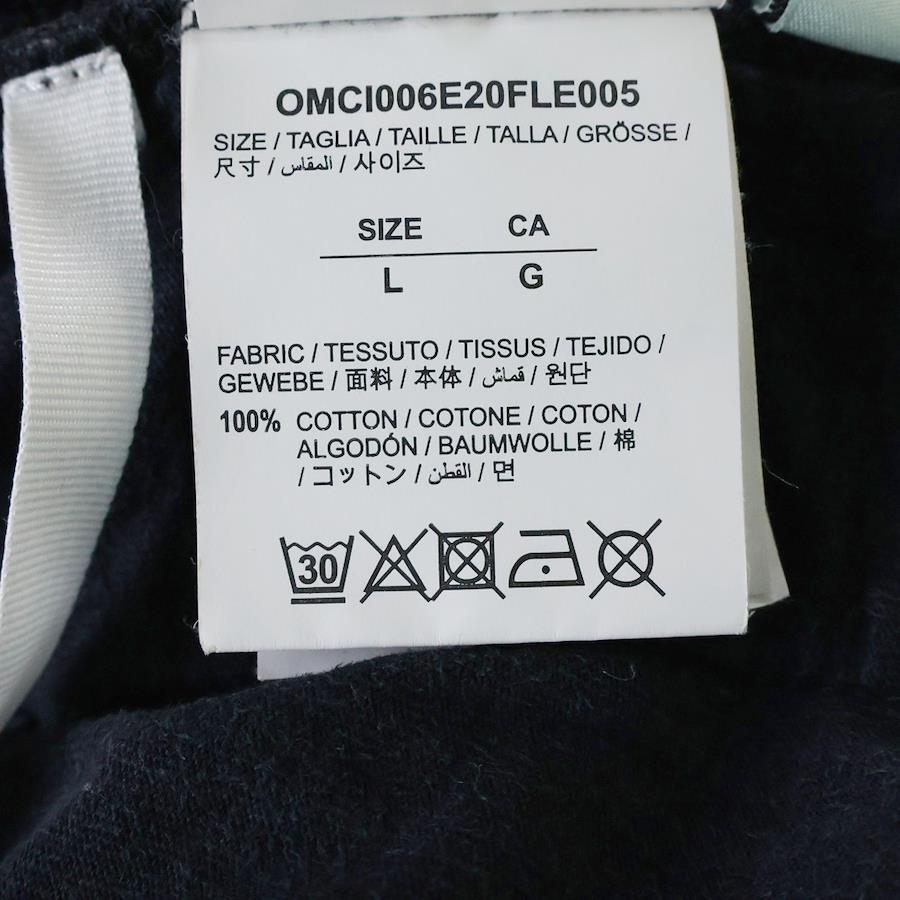 OMCI006E20FLE005
SIZE / TAGLIA / TAILLE / TALLA / GRÖSSE /
尺寸 / المقاس / 사이즈
SIZE CA
L G
FABRIC / TESSUTO / TISSUS / TEJIDO /
GEWEBE / 面料 / 本体 / قماش / 원단
100% COTTON / COTONE / COTON /
ALGODÓN / BAUMWOLLE / 棉
/ コットン / القطن / 면
30